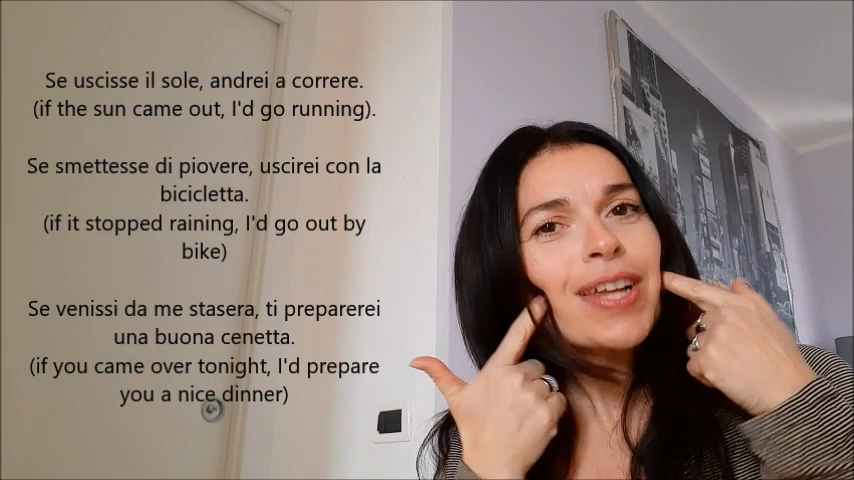 Se uscisse il sole, andrei a correre.
(if the sun came out, I'd go running).
Se smettesse di piovere, uscirei con la
bicicletta.
(if it stopped raining, I'd go out by
bike)
Se venissi da me stasera, ti preparerei
una buona cenetta.
(if you came over tonight, I'd prepare
you a nice dinner)